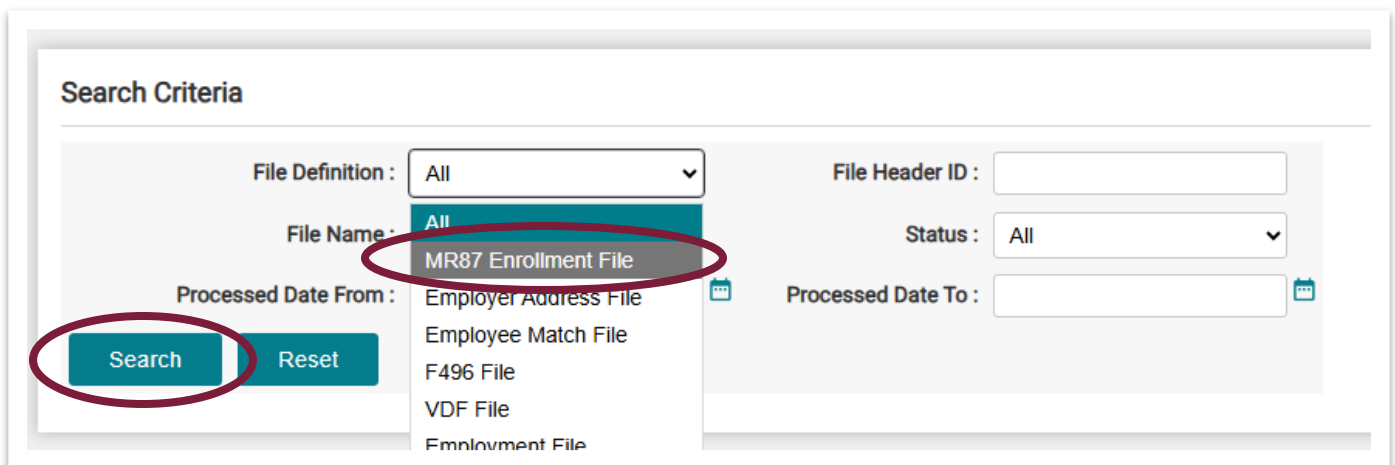 Search Criteria
File Definition : All File Header ID :
All
File Name : Status : All
MR87 Enrollment File
Processed Date From : Employer Address File Processed Date To :
Employee Match File
Search Reset
F496 File
VDF File
Employment File